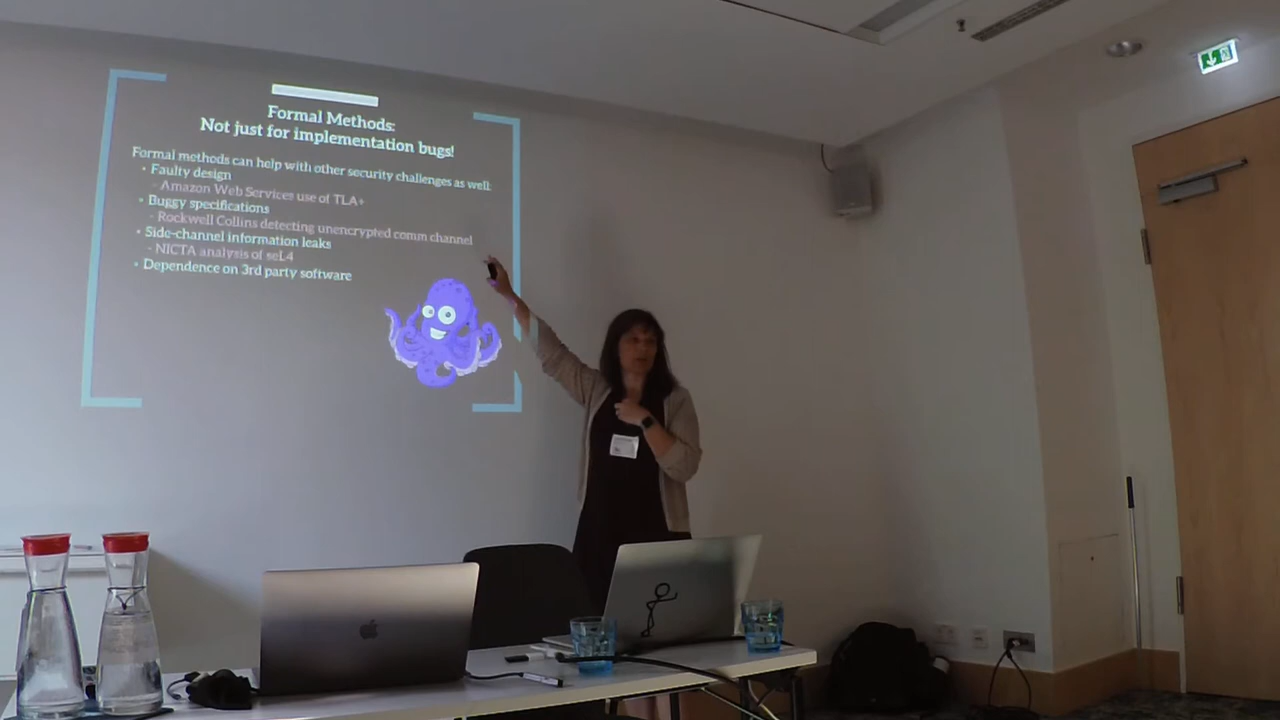 Formal Methods:
Not just for implementation bugs!
Formal methods can help with other security challenges as well:
• Faulty design
- Amazon Web Services use of TLA+
• Buggy specifications
- Rockwell Collins detecting unencrypted comm channel
• Side-channel information leaks
- NICTA analysis of seL4
• Dependence on 3rd party software